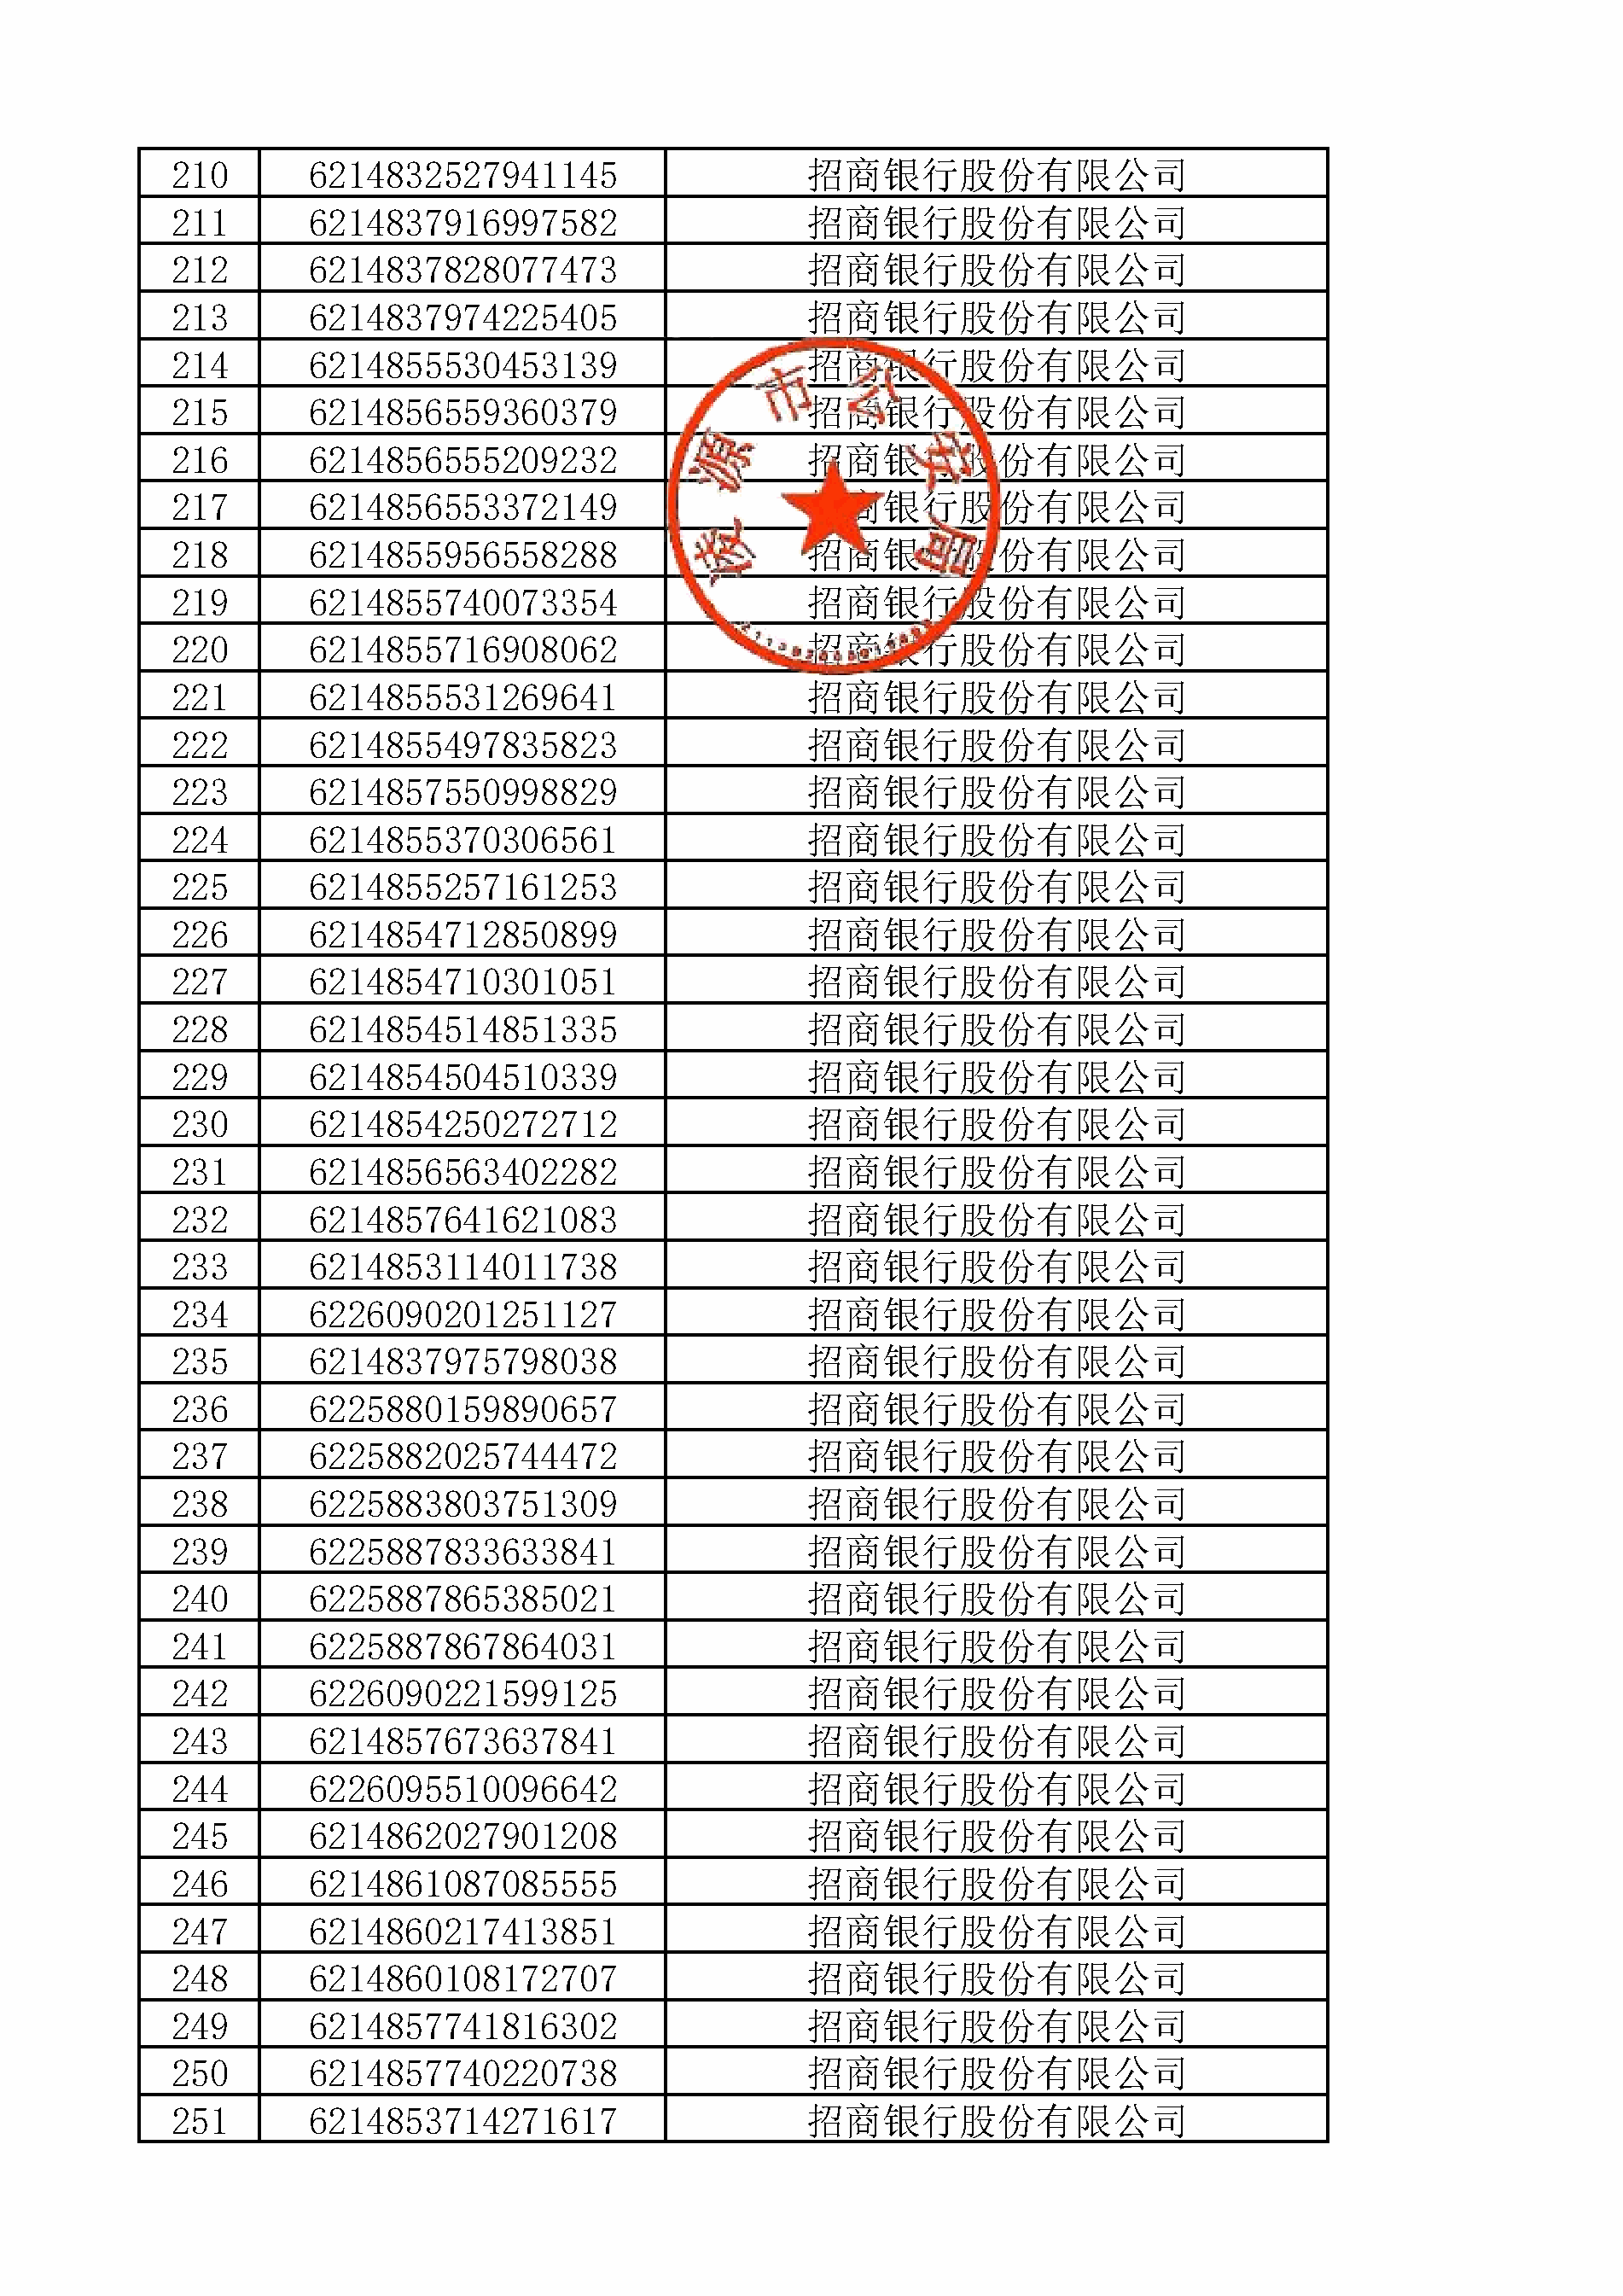 210 6214832527941145 招商银行股份有限公司
211 6214837916997582 招商银行股份有限公司
212 6214837828077473 招商银行股份有限公司
213 6214837974225405 招商银行股份有限公司
214 6214855530453139 招商银行股份有限公司
215 6214856559360379 招商银行股份有限公司
216 6214856555209232 招商银行股份有限公司
217 6214856553372149 招商银行股份有限公司
218 6214855956558288 招商银行股份有限公司
219 6214855740073354 招商银行股份有限公司
220 6214855716908062 招商银行股份有限公司
凌源市公安局
221 6214855531269641 招商银行股份有限公司
222 6214855497835823 招商银行股份有限公司
223 6214857550998829 招商银行股份有限公司
224 6214855370306561 招商银行股份有限公司
225 6214855257161253 招商银行股份有限公司
226 6214854712850899 招商银行股份有限公司
227 6214854710301051 招商银行股份有限公司
228 6214854514851335 招商银行股份有限公司
229 6214854504510339 招商银行股份有限公司
230 6214854250272712 招商银行股份有限公司
231 6214856563402282 招商银行股份有限公司
232 6214857641621083 招商银行股份有限公司
233 6214853114011738 招商银行股份有限公司
234 6226090201251127 招商银行股份有限公司
235 6214837975798038 招商银行股份有限公司
236 6225880159890657 招商银行股份有限公司
237 6225882025744472 招商银行股份有限公司
238 6225883803751309 招商银行股份有限公司
239 6225887833633841 招商银行股份有限公司
240 6225887865385021 招商银行股份有限公司
241 6225887867864031 招商银行股份有限公司
242 6226090221599125 招商银行股份有限公司
243 6214857673637841 招商银行股份有限公司
244 6226095510096642 招商银行股份有限公司
245 6214862027901208 招商银行股份有限公司
246 6214861087085555 招商银行股份有限公司
247 6214860217413851 招商银行股份有限公司
248 6214860108172707 招商银行股份有限公司
249 6214857741816302 招商银行股份有限公司
250 6214857740220738 招商银行股份有限公司
251 6214853714271617 招商银行股份有限公司